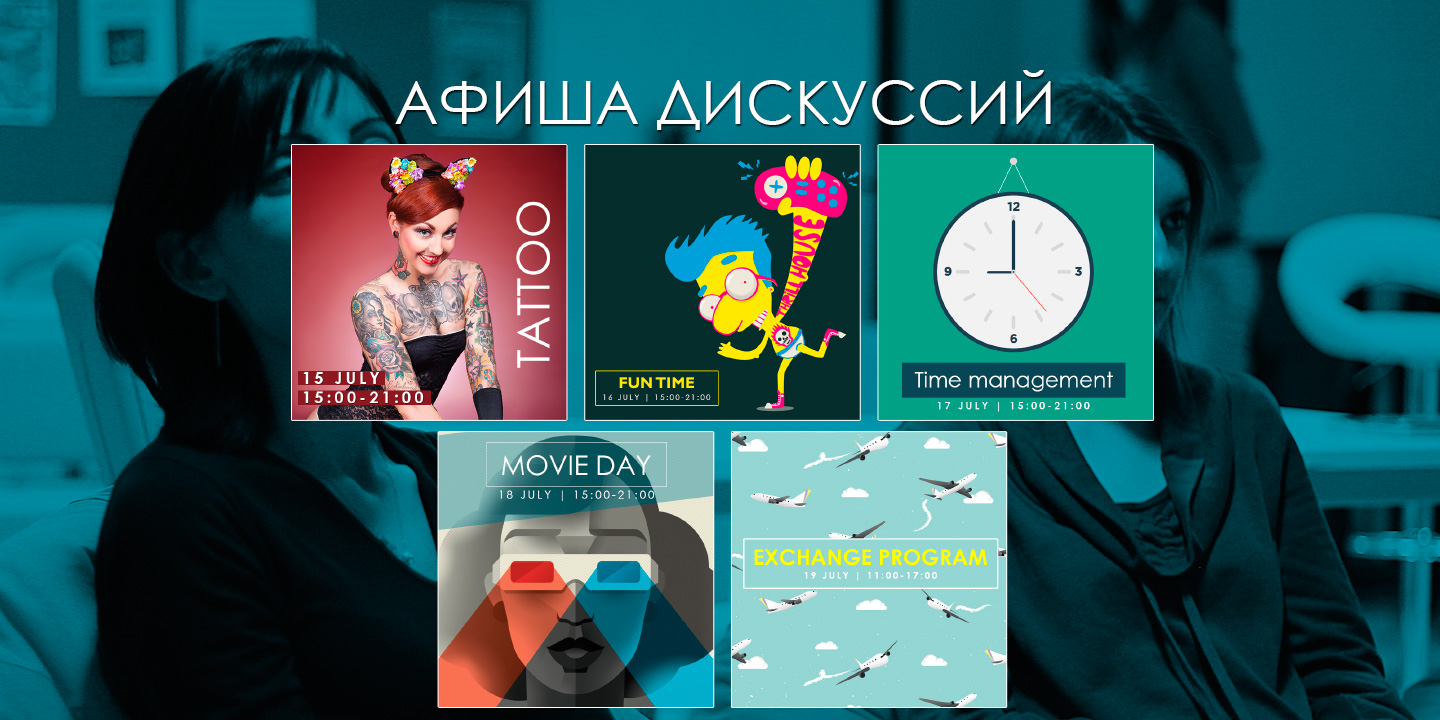 АФИША ДИСКУССИЙ
TATTOO
15 JULY
15:00-21:00
FUN TIME
16 JULY | 15:00-21:00
12
9
3
6
Time management
17 JULY | 15:00-21:00
MOVIE DAY
18 JULY | 15:00-21:00
EXCHANGE PROGRAM
19 JULY | 11:00-17:00